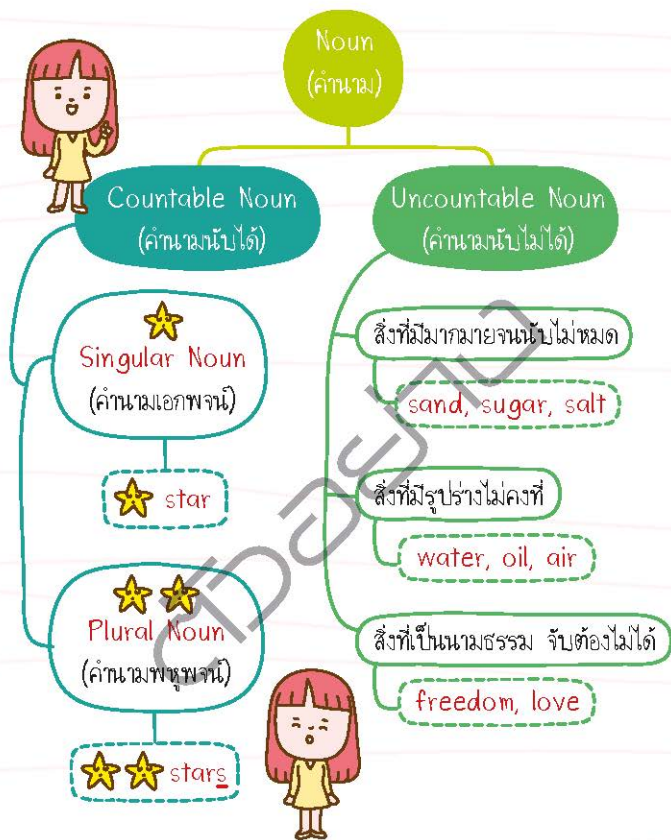 Noun
(คำนาม)
Countable Noun
(คำนามนับได้)
Singular Noun
(คำนามเอกพจน์)
star
Plural Noun
(คำนามพหูพจน์)
stars
Uncountable Noun
(คำนามนับไม่ได้)
สิ่งที่มีมากมายจนนับไม่หมด
sand, sugar, salt
สิ่งที่มีรูปร่างไม่คงที่
water, oil, air
สิ่งที่เป็นนามธรรม จับต้องไม่ได้
freedom, love
ตัวอย่าง